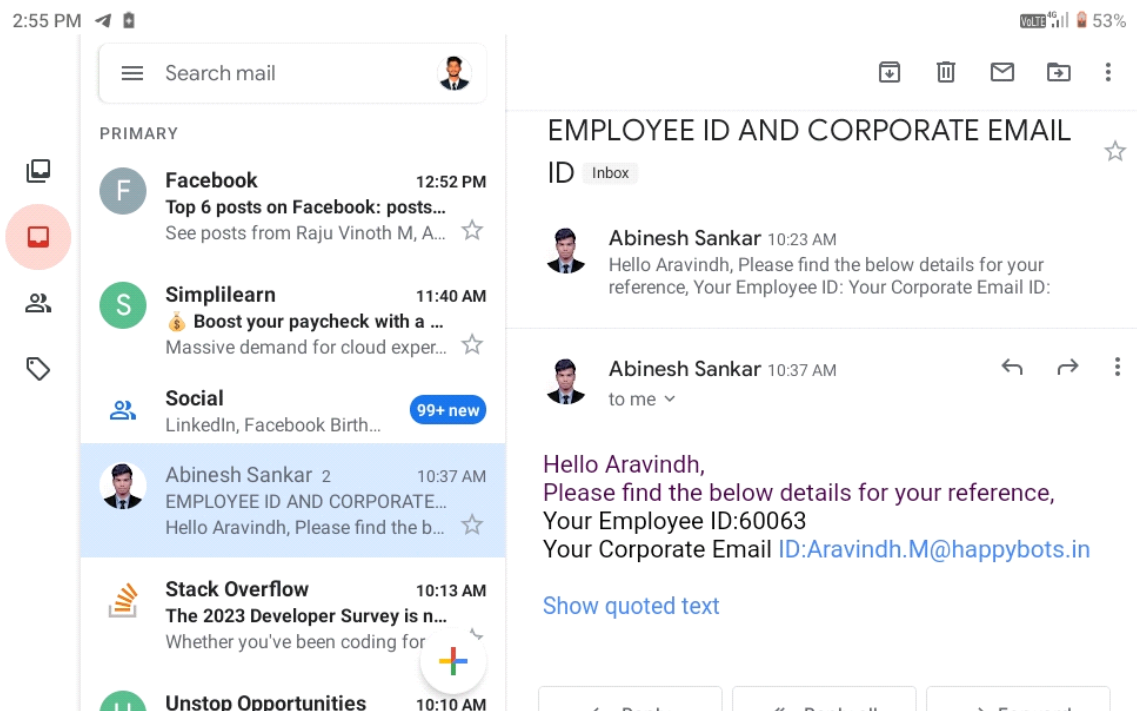 2:55 PM
VoLTE 4G 53%
Search mail
PRIMARY
F
Facebook 12:52 PM
Top 6 posts on Facebook: posts…
See posts from Raju Vinoth M, A…
S
Simplilearn 11:40 AM
Boost your paycheck with a …
Massive demand for cloud exper…
Social
99+ new
LinkedIn, Facebook Birth…
Abinesh Sankar 2 10:37 AM
EMPLOYEE ID AND CORPORATE…
Hello Aravindh, Please find the b…
Stack Overflow 10:13 AM
The 2023 Developer Survey is n…
Whether you've been coding for
Unstop Opportunities 10:10 AM
EMPLOYEE ID AND CORPORATE EMAIL
ID Inbox
Abinesh Sankar 10:23 AM
Hello Aravindh, Please find the below details for your
reference, Your Employee ID: Your Corporate Email ID:
Abinesh Sankar 10:37 AM
to me
Hello Aravindh,
Please find the below details for your reference,
Your Employee ID:60063
Your Corporate Email ID:Aravindh.M@happybots.in
Show quoted text